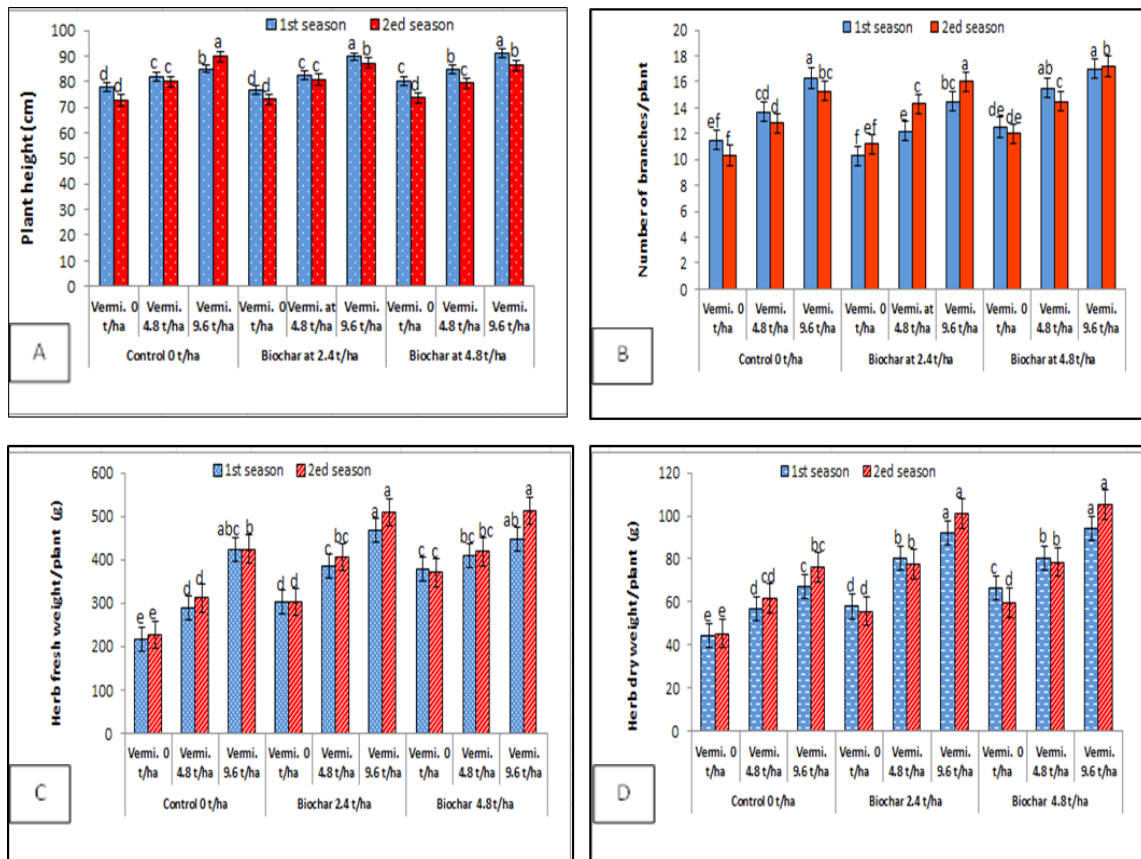 1st season 2ed season
100
90
80
70
60
50
40
30
20
10
0
Plant height (cm)
d d c c b a d d c c a b c d b c a b
Vermi. 0 t/ha Vermi. 4.8 t/ha Vermi. 9.6 t/ha Vermi. 0 t/ha Vermi. at 4.8 t/ha Vermi. 9.6 t/ha Vermi. 0 t/ha Vermi. 4.8 t/ha Vermi. 9.6 t/ha
Control 0 t/ha Biochar at 2.4 t/ha Biochar at 4.8 t/ha
A
1st season 2ed season
20
18
16
14
12
10
8
6
4
2
0
Number of branches/plant
ef f cd d a bc f ef e c bc a de de ab c a a
Vermi. 0 t/ha Vermi. 4.8 t/ha Vermi. 9.6 t/ha Vermi. 0 t/ha Vermi. at 4.8 t/ha Vermi. 9.6 t/ha Vermi. 0 t/ha Vermi. 4.8 t/ha Vermi. 9.6 t/ha
Control 0 t/ha Biochar at 2.4 t/ha Biochar at 4.8 t/ha
B
1st season 2ed season
600
500
400
300
200
100
0
Herb fresh weight/plant (g)
e e d d abc b d d c bc a a c c bc bc ab a
Vermi. 0 t/ha Vermi. 4.8 t/ha Vermi. 9.6 t/ha Vermi. 0 t/ha Vermi. 4.8 t/ha Vermi. 9.6 t/ha Vermi. 0 t/ha Vermi. 4.8 t/ha Vermi. 9.6 t/ha
Control 0 t/ha Biochar 2.4 t/ha Biochar 4.8 t/ha
C
1st season 2ed season
120
100
80
60
40
20
0
Herb dry weight/plant (g)
e e d cd c bc d d b b a a c d b b a a
Vermi. 0 t/ha Vermi. 4.8 t/ha Vermi. 9.6 t/ha Vermi. 0 t/ha Vermi. 4.8 t/ha Vermi. 9.6 t/ha Vermi. 0 t/ha Vermi. 4.8 t/ha Vermi. 9.6 t/ha
Control 0 t/ha Biochar 2.4 t/ha Biochar 4.8 t/ha
D